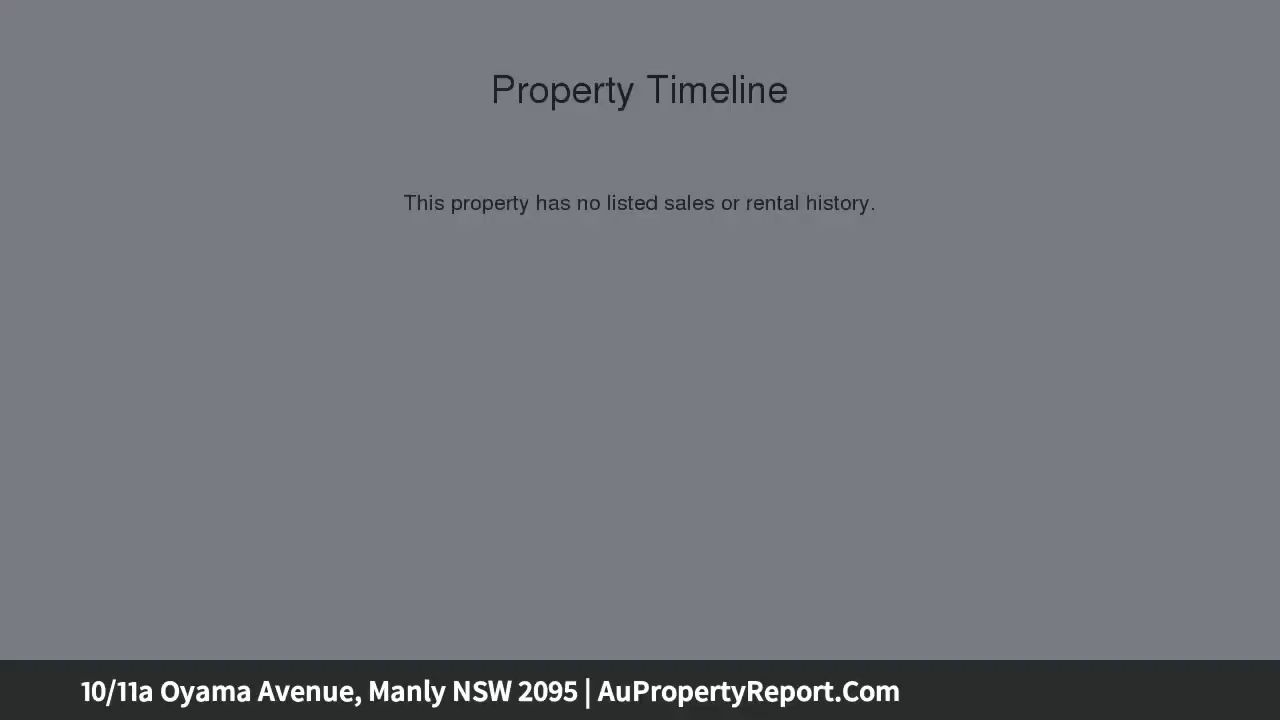 Property Timeline
This property has no listed sales or rental history.
10/11a Oyama Avenue, Manly NSW 2095 | AuPropertyReport.Com